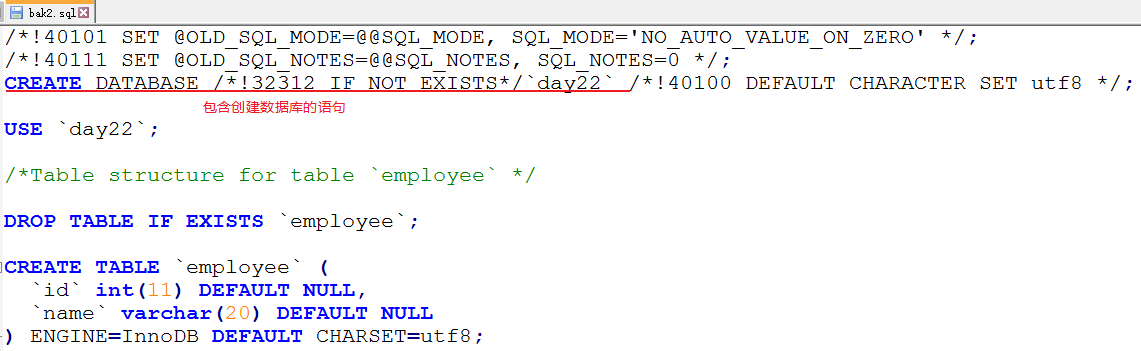 bak2.sql
/*!40101 SET @OLD_SQL_MODE=@@SQL_MODE, SQL_MODE='NO_AUTO_VALUE_ON_ZERO' */;
/*!40111 SET @OLD_SQL_NOTES=@@SQL_NOTES, SQL_NOTES=0 */;
CREATE DATABASE /*!32312 IF NOT EXISTS*/`day22` /*!40100 DEFAULT CHARACTER SET utf8 */;
包含创建数据库的语句
USE `day22`;
/*Table structure for table `employee` */
DROP TABLE IF EXISTS `employee`;
CREATE TABLE `employee` (
`id` int(11) DEFAULT NULL,
`name` varchar(20) DEFAULT NULL
) ENGINE=InnoDB DEFAULT CHARSET=utf8;